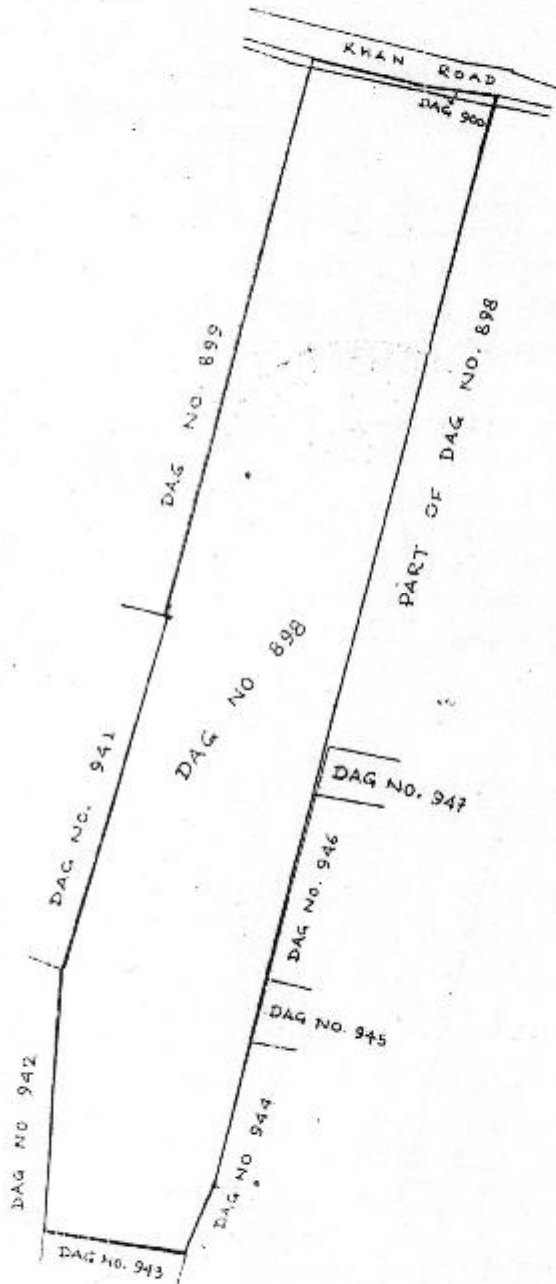 KHAN ROAD
DAG 900
DAG NO. 899
PART OF DAG NO. 898
DAG NO 898
DAG NO. 941
DAG NO. 947
DAG NO. 946
DAG NO. 945
DAG NO 942
DAG NO 944
DAG NO. 943